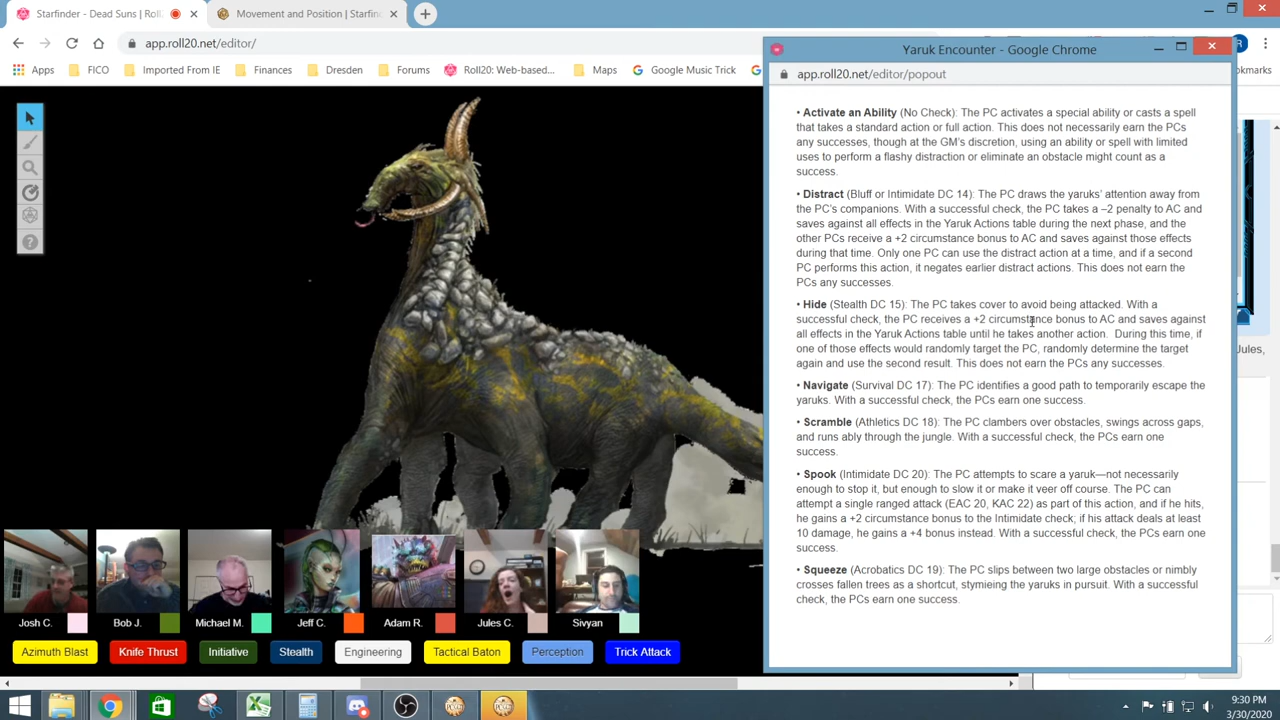 Starfinder - Dead Suns | Roll
Movement and Position | Starfin
app.roll20.net/editor/
Apps
FICO
Imported From IE
Finances
Dresden
Forums
Roll20: Web-based...
Maps
Google Music Trick
Yaruk Encounter - Google Chrome
app.roll20.net/editor/popout
R
okmarks
• Activate an Ability (No Check): The PC activates a special ability or casts a spell
that takes a standard action or full action. This does not necessarily earn the PCs
any successes, though at the GM's discretion, using an ability or spell with limited
uses to perform a flashy distraction or eliminate an obstacle might count as a
success.
• Distract (Bluff or Intimidate DC 14): The PC draws the yaruks' attention away from
the PC's companions. With a successful check, the PC takes a –2 penalty to AC and
saves against all effects in the Yaruk Actions table during the next phase, and the
other PCs receive a +2 circumstance bonus to AC and saves against those effects
during that time. Only one PC can use the distract action at a time, and if a second
PC performs this action, it negates earlier distract actions. This does not earn the
PCs any successes.
• Hide (Stealth DC 15): The PC takes cover to avoid being attacked. With a
successful check, the PC receives a +2 circumstance bonus to AC and saves against
all effects in the Yaruk Actions table until he takes another action. During this time, if
one of those effects would randomly target the PC, randomly determine the target
again and use the second result. This does not earn the PCs any successes.
• Navigate (Survival DC 17): The PC identifies a good path to temporarily escape the
yaruks. With a successful check, the PCs earn one success.
• Scramble (Athletics DC 18): The PC clambers over obstacles, swings across gaps,
and runs ably through the jungle. With a successful check, the PCs earn one
success.
• Spook (Intimidate DC 20): The PC attempts to scare a yaruk—not necessarily
enough to stop it, but enough to slow it or make it veer off course. The PC can
attempt a single ranged attack (EAC 20, KAC 22) as part of this action, and if he hits,
he gains a +2 circumstance bonus to the Intimidate check; if his attack deals at least
10 damage, he gains a +4 bonus instead. With a successful check, the PCs earn one
success.
• Squeeze (Acrobatics DC 19): The PC slips between two large obstacles or nimbly
crosses fallen trees as a shortcut, stymieing the yaruks in pursuit. With a successful
check, the PCs earn one success.
Jules,
Josh C.
Bob J.
Michael M.
Jeff C.
Adam R.
Jules C.
Sivyan
Azimuth Blast
Knife Thrust
Initiative
Stealth
Engineering
Tactical Baton
Perception
Trick Attack
9:30 PM
3/30/2020